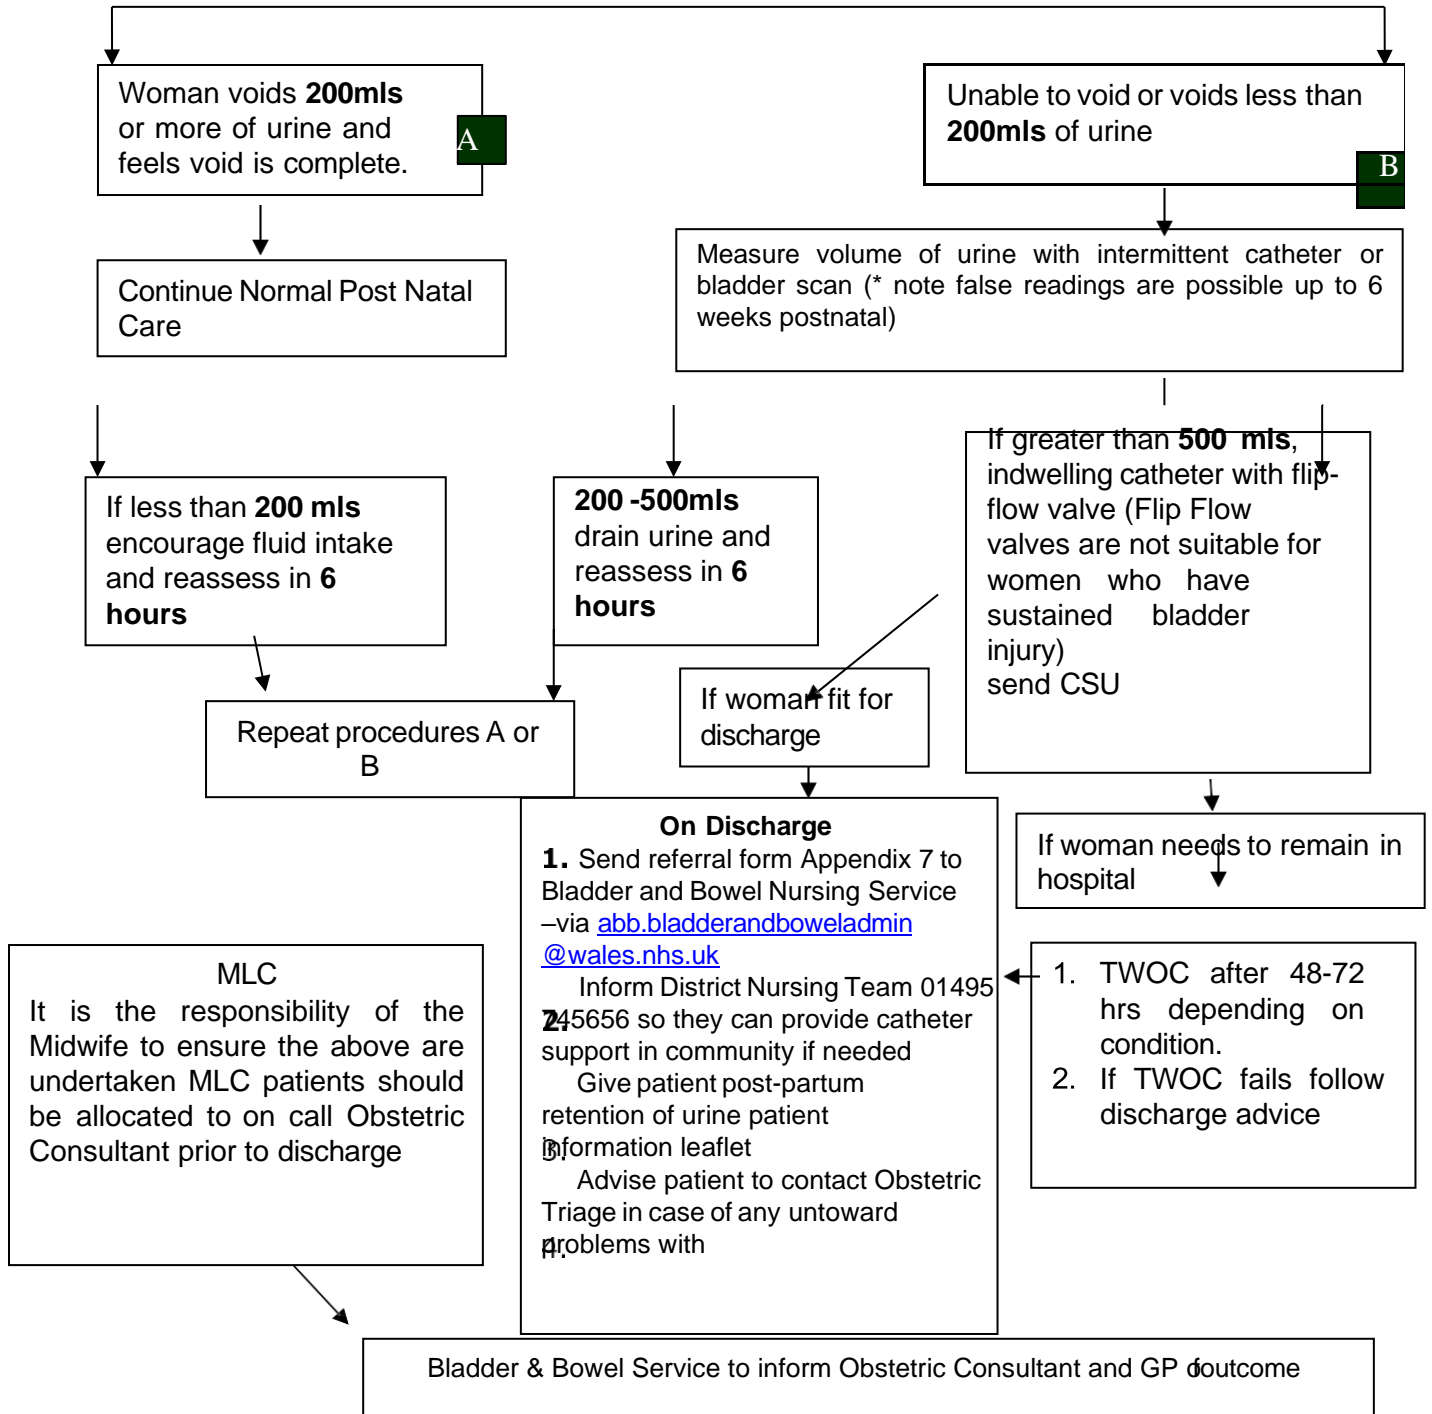 Woman voids 200mls
or more of urine and
feels void is complete.
A
Unable to void or voids less than
200mls of urine
B
Continue Normal Post Natal
Care
Measure volume of urine with intermittent catheter or
bladder scan (* note false readings are possible up to 6
weeks postnatal)
If less than 200 mls
encourage fluid intake
and reassess in 6
hours
200 -500mls
drain urine and
reassess in 6
hours
If greater than 500 mls,
indwelling catheter with flip-
flow valve (Flip Flow
valves are not suitable for
women who have
sustained bladder
injury)
send CSU
Repeat procedures A or
B
If woman fit for
discharge
If woman needs to remain in
hospital
On Discharge
1. Send referral form Appendix 7 to
Bladder and Bowel Nursing Service
–via abb.bladderandboweladmin
@wales.nhs.uk
Inform District Nursing Team 01495
2. 745656 so they can provide catheter
support in community if needed
Give patient post-partum
retention of urine patient
3. information leaflet
Advise patient to contact Obstetric
Triage in case of any untoward
4. problems with
1. TWOC after 48-72
hrs depending on
condition.
2. If TWOC fails follow
discharge advice
MLC
It is the responsibility of the
Midwife to ensure the above are
undertaken MLC patients should
be allocated to on call Obstetric
Consultant prior to discharge
Bladder & Bowel Service to inform Obstetric Consultant and GP of outcome